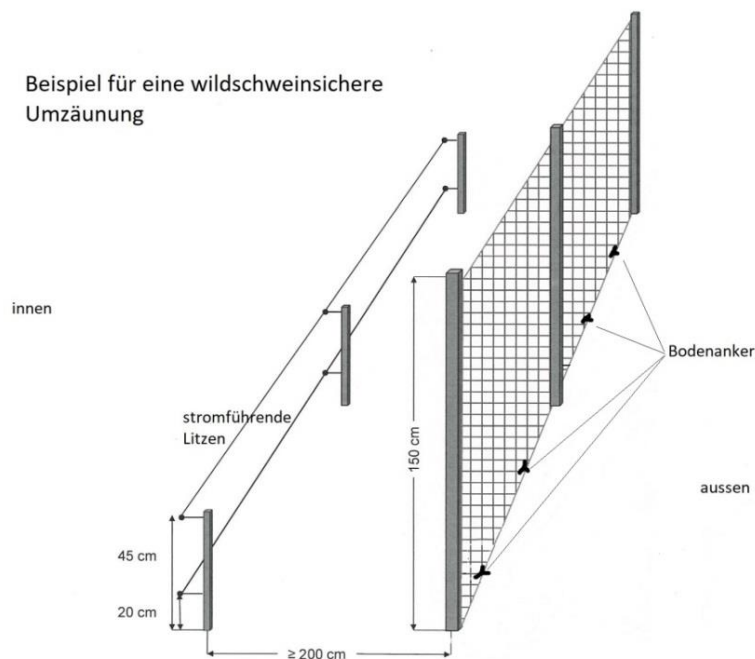 Beispiel für eine wildschweinsichere
Umzäunung
innen
Bodenanker
stromführende
Litzen
150 cm
aussen
45 cm
20 cm
≥ 200 cm